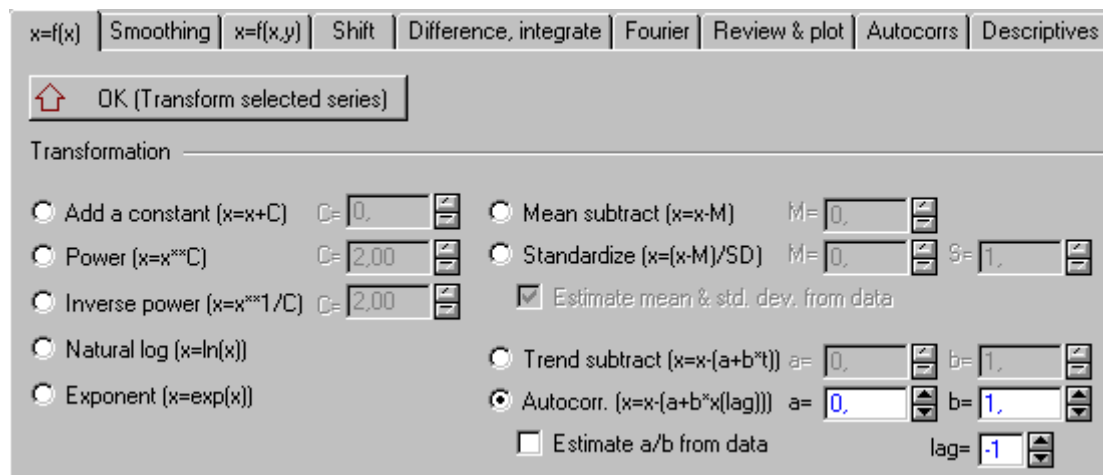 x=f(x) Smoothing x=f(x,y) Shift Difference, integrate Fourier Review & plot Autocorrs Descriptives
OK (Transform selected series)
Transformation
Add a constant (x=x+C) C= 0, Mean subtract (x=x-M) M= 0,
Power (x=x**C) C= 2,00 Standardize (x=(x-M)/SD) M= 0, S= 1,
Inverse power (x=x**1/C) C= 2,00 Estimate mean & std. dev. from data
Natural log (x=ln(x)) Trend subtract (x=x-(a+b*t)) a= 0, b= 1,
Exponent (x=exp(x)) Autocorr. (x=x-(a+b*x(lag))) a= 0, b= 1,
Estimate a/b from data lag= -1